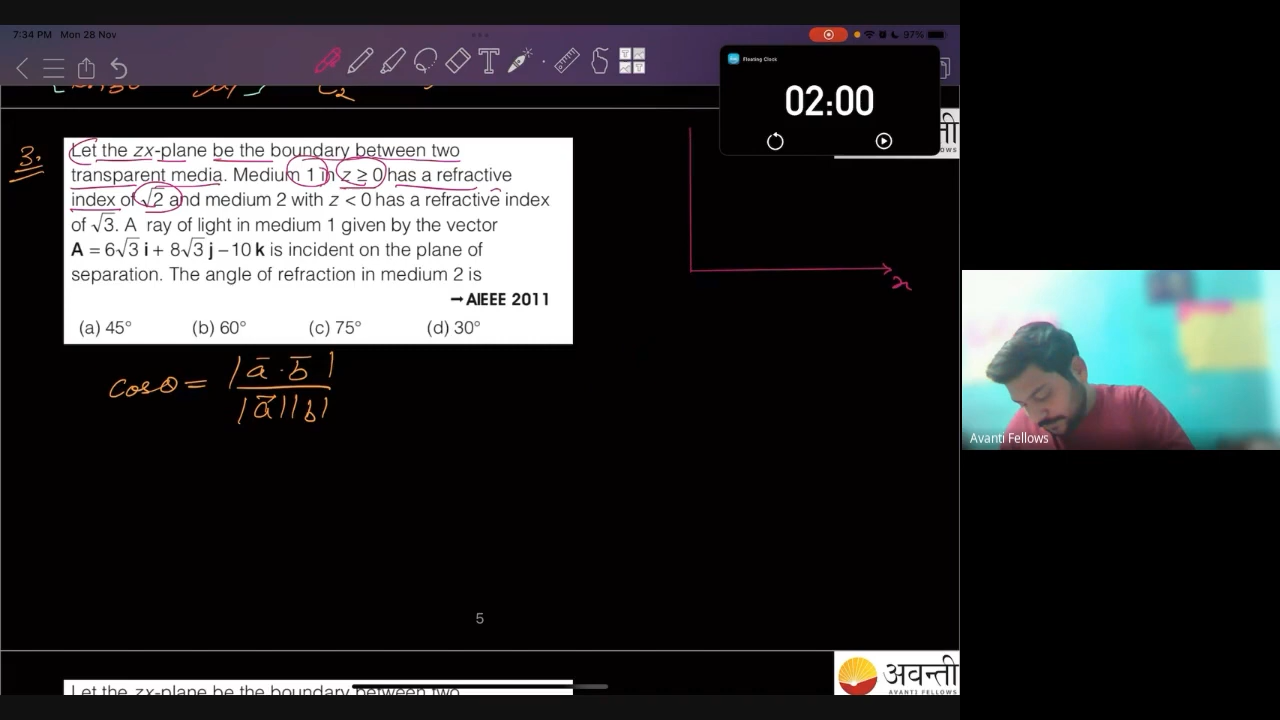 7:34 PM Mon 28 Nov
97%
Floating Clock
02:00
3.
Let the zx-plane be the boundary between two
transparent media. Medium 1 in z ≥ 0 has a refractive
index of √2 and medium 2 with z < 0 has a refractive index
of √3. A ray of light in medium 1 given by the vector
A = 6√3 i + 8√3 j – 10 k is incident on the plane of
separation. The angle of refraction in medium 2 is
→ AIEEE 2011
(a) 45° (b) 60° (c) 75° (d) 30°
x
cosθ = |a̅ · b̅| / |a̅||b|
Avanti Fellows
5
अवन्ती
AVANTI FELLOWS
Let the zx-plane be the boundary between two